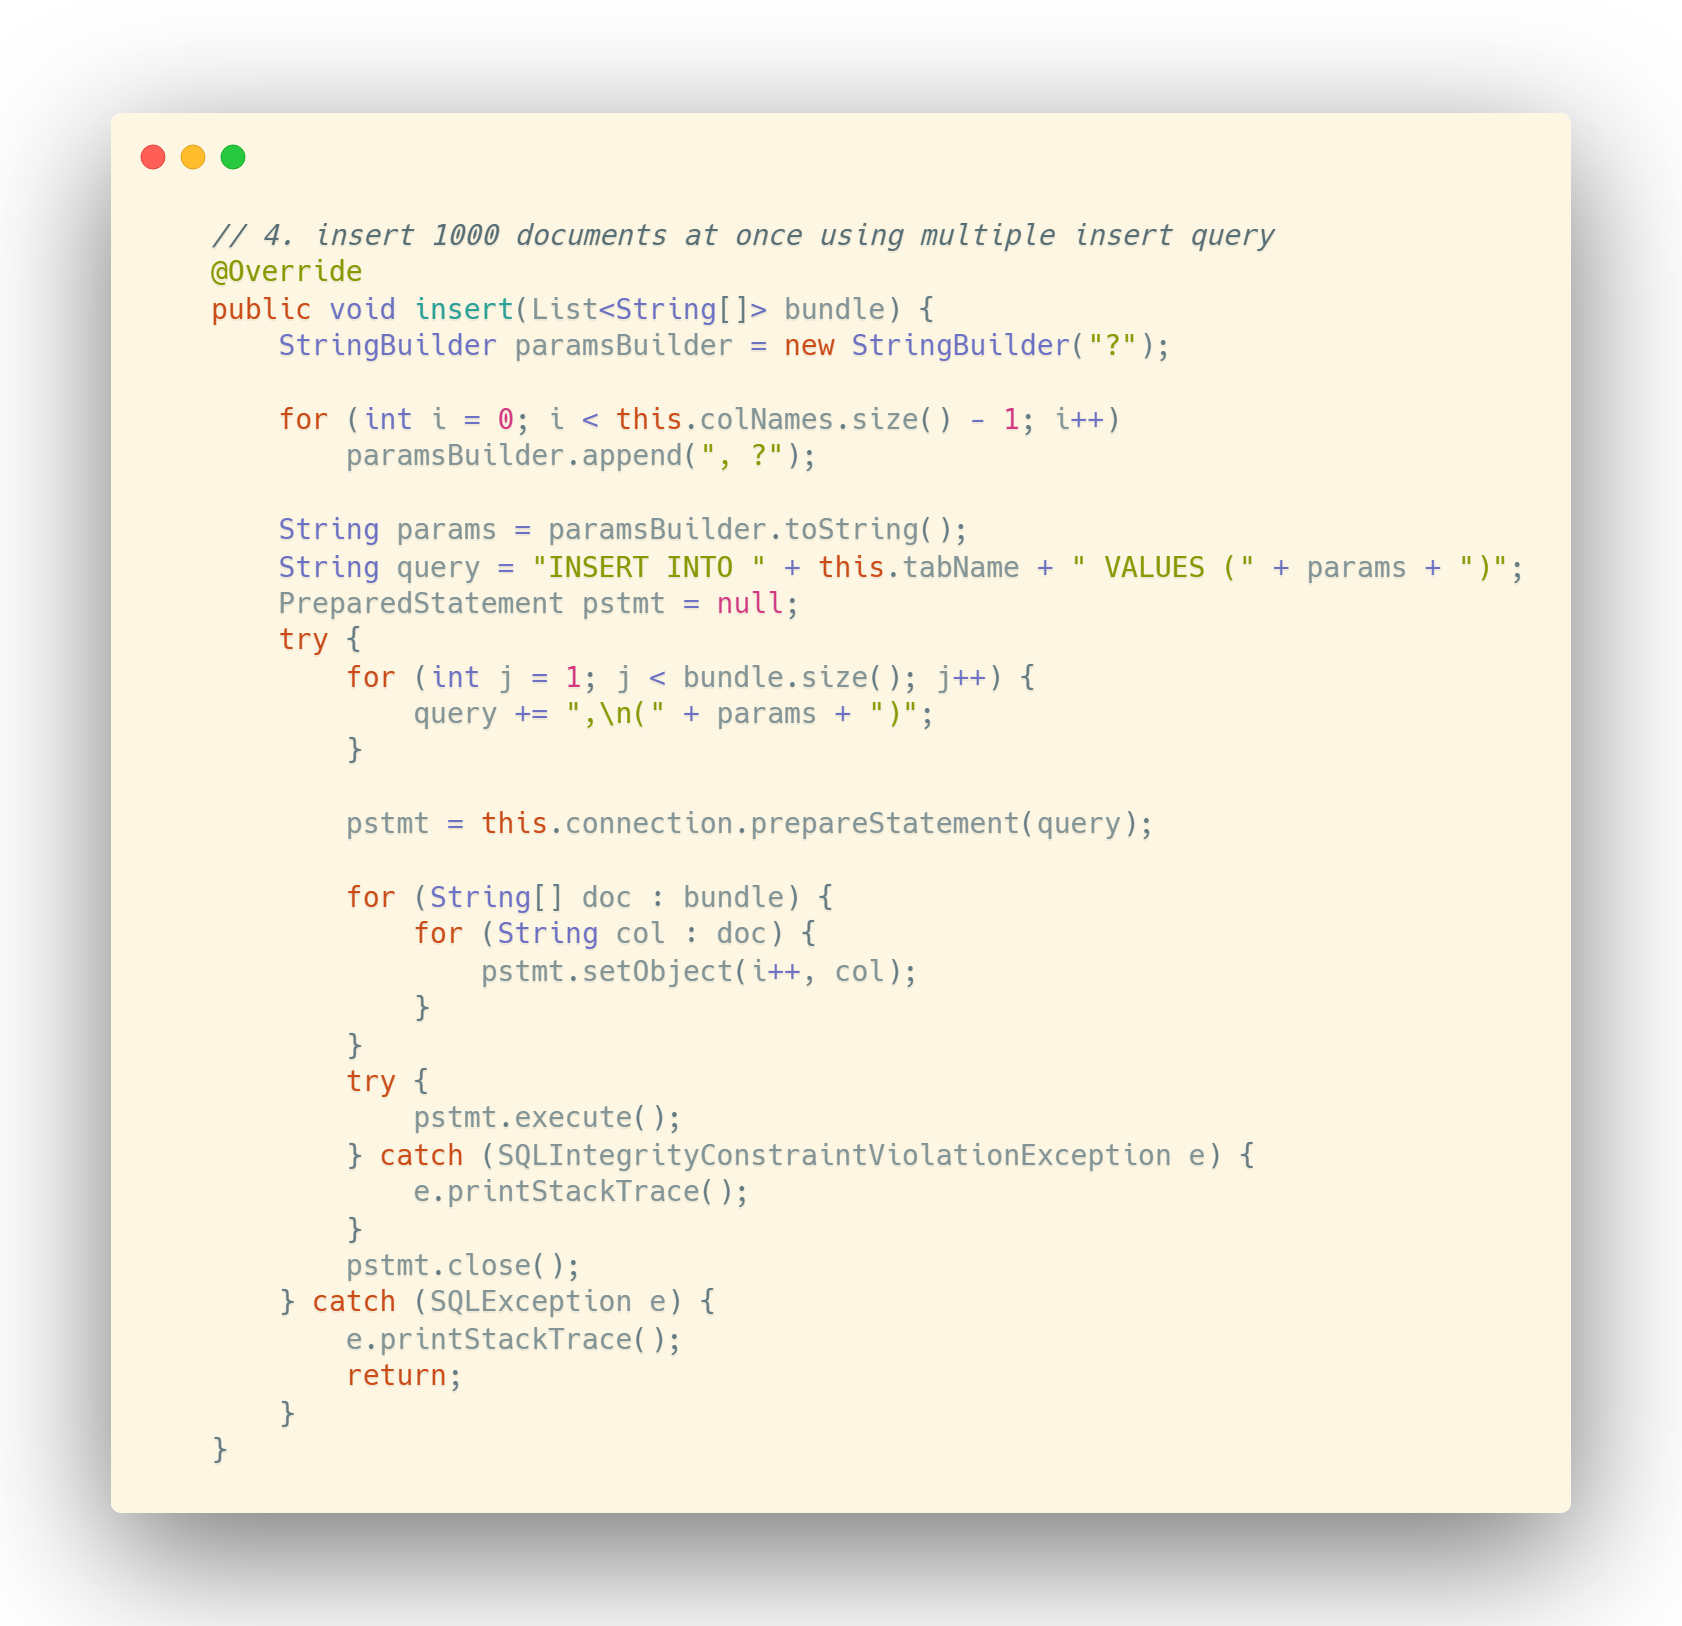 // 4. insert 1000 documents at once using multiple insert query
@Override
public void insert(List<String[]> bundle) {
    StringBuilder paramsBuilder = new StringBuilder("?");

    for (int i = 0; i < this.colNames.size() - 1; i++)
        paramsBuilder.append(", ?");

    String params = paramsBuilder.toString();
    String query = "INSERT INTO " + this.tabName + " VALUES (" + params + ")";
    PreparedStatement pstmt = null;
    try {
        for (int j = 1; j < bundle.size(); j++) {
            query += ",\n(" + params + ")";
        }

        pstmt = this.connection.prepareStatement(query);

        for (String[] doc : bundle) {
            for (String col : doc) {
                pstmt.setObject(i++, col);
            }
        }
        try {
            pstmt.execute();
        } catch (SQLIntegrityConstraintViolationException e) {
            e.printStackTrace();
        }
        pstmt.close();
    } catch (SQLException e) {
        e.printStackTrace();
        return;
    }
}